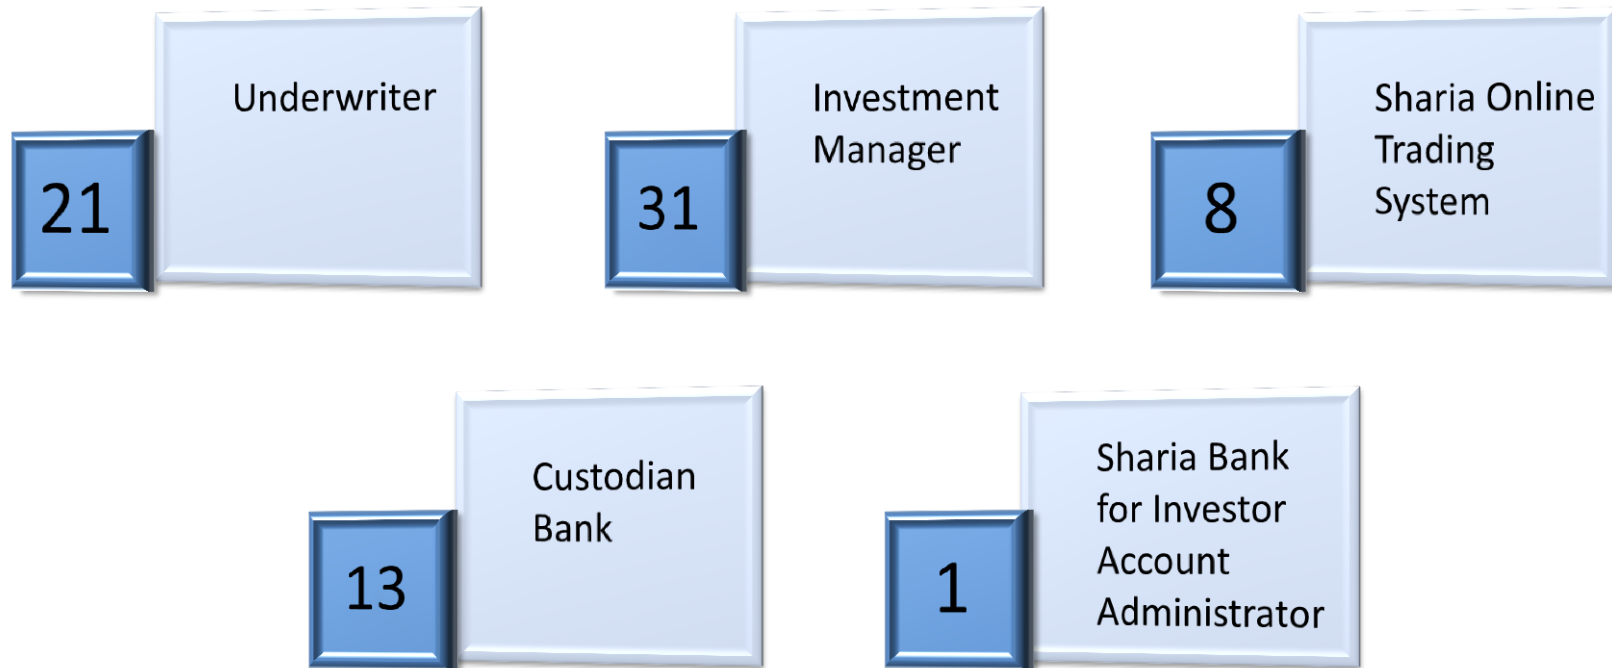 21
Underwriter
31
Investment
Manager
8
Sharia Online
Trading
System
13
Custodian
Bank
1
Sharia Bank
for Investor
Account
Administrator